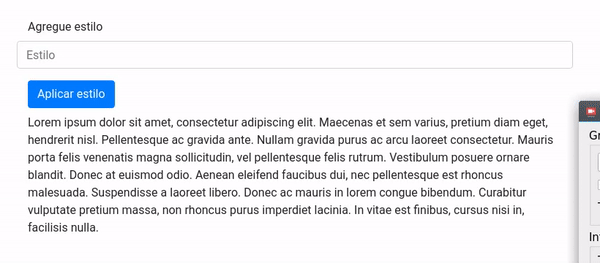 Agregue estilo
Estilo
Aplicar estilo
Lorem ipsum dolor sit amet, consectetur adipiscing elit. Maecenas et sem varius, pretium diam eget,
hendrerit nisl. Pellentesque ac gravida ante. Nullam gravida purus ac arcu laoreet consectetur. Mauris
porta felis venenatis magna sollicitudin, vel pellentesque felis rutrum. Vestibulum posuere ornare
blandit. Donec at euismod odio. Aenean eleifend faucibus dui, nec pellentesque est rhoncus
malesuada. Suspendisse a laoreet libero. Donec ac mauris in lorem congue bibendum. Curabitur
vulputate pretium massa, non rhoncus purus imperdiet lacinia. In vitae est finibus, cursus nisi in,
facilisis nulla.